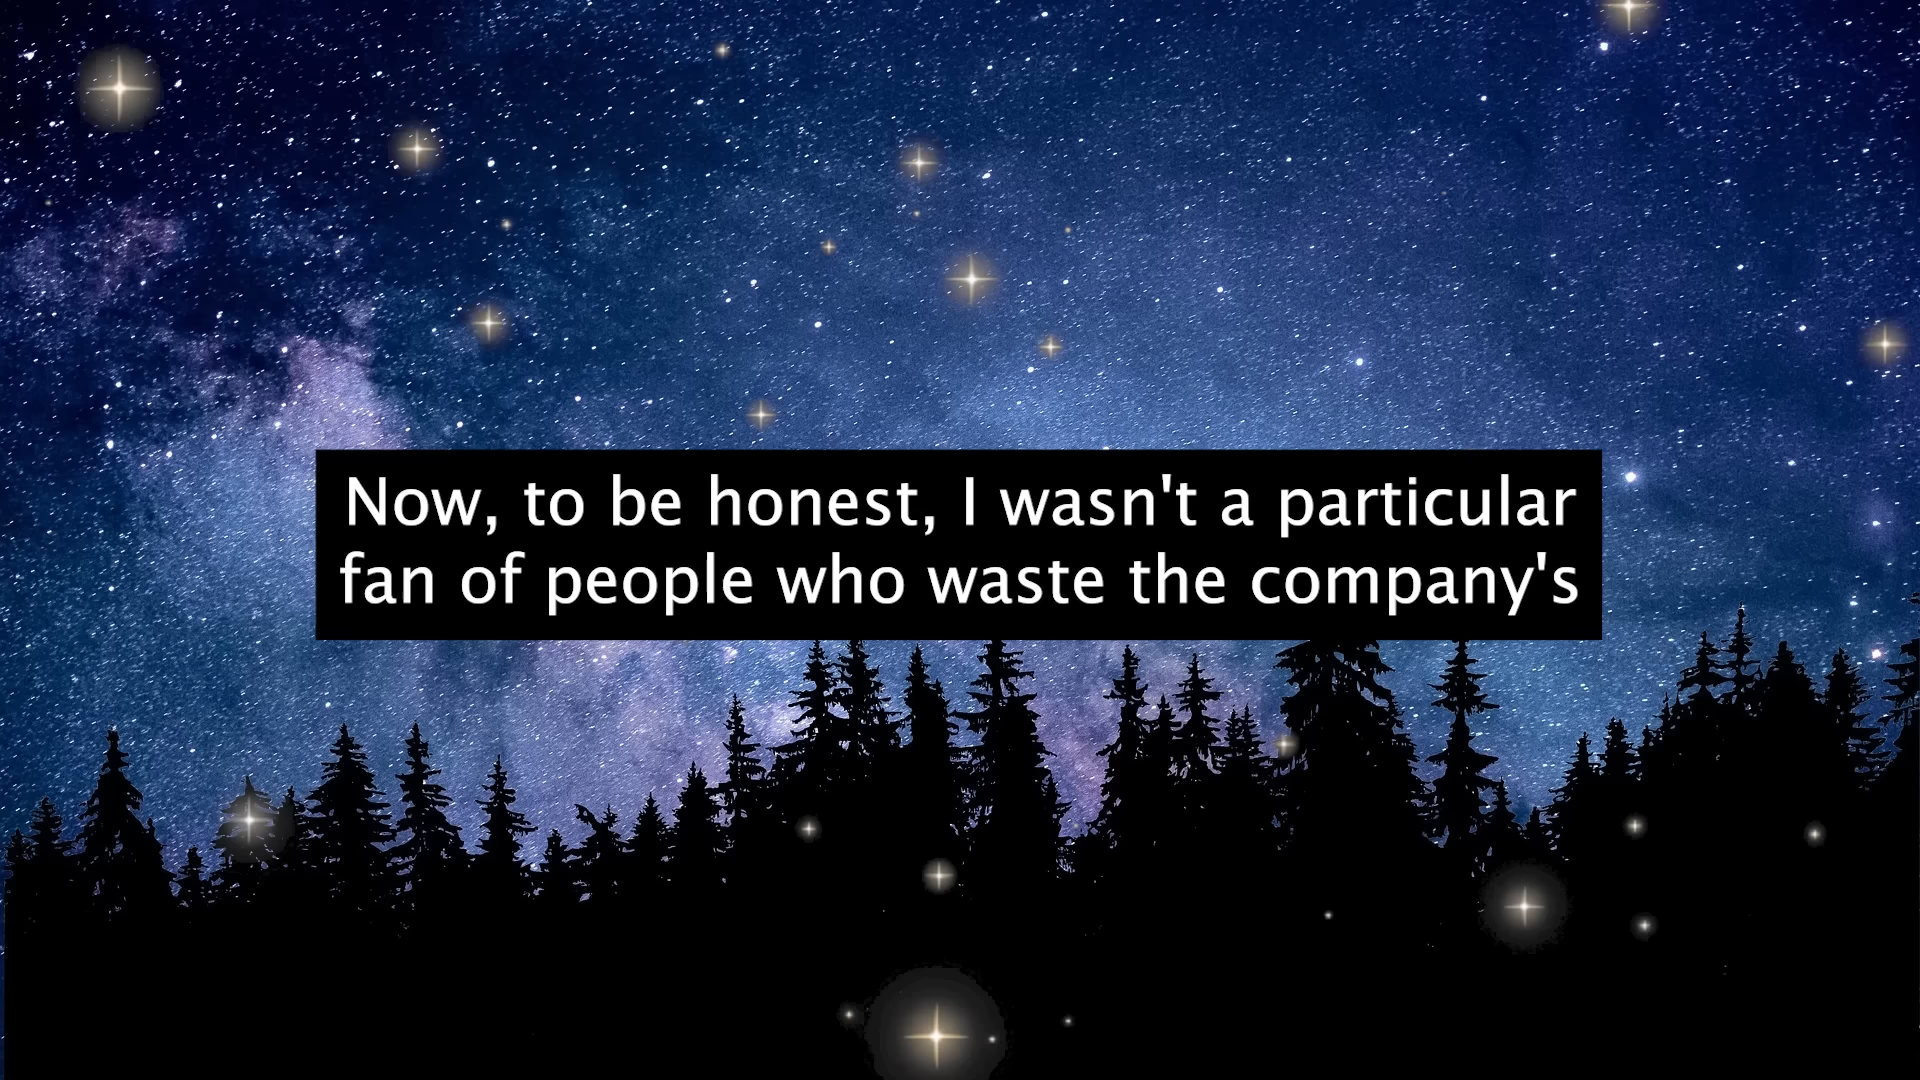 Now, to be honest, I wasn't a particular
fan of people who waste the company's